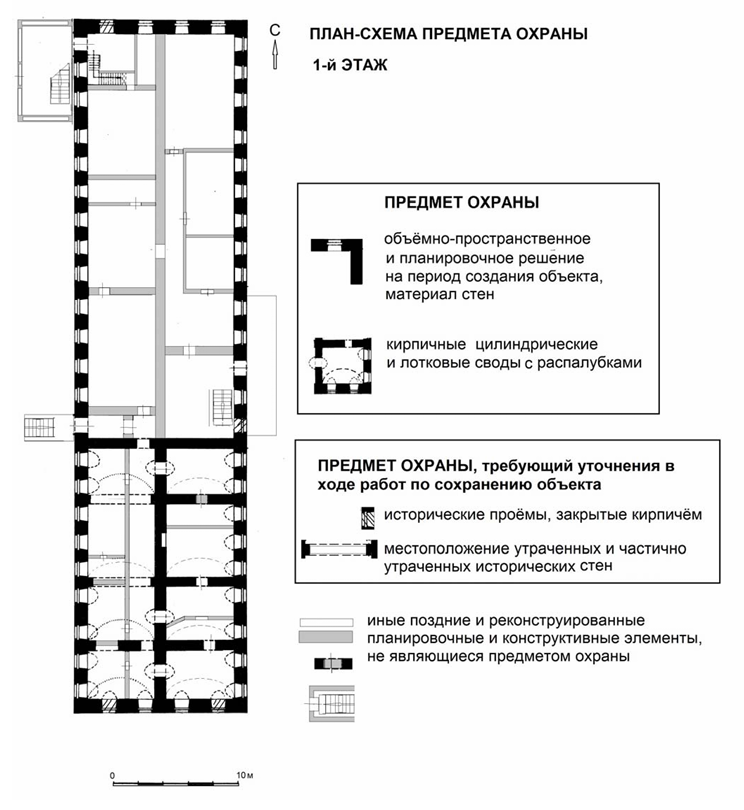 С
ПЛАН-СХЕМА ПРЕДМЕТА ОХРАНЫ
1-й ЭТАЖ
ПРЕДМЕТ ОХРАНЫ
объёмно-пространственное
и планировочное решение
на период создания объекта,
материал стен
кирпичные цилиндрические
и лотковые своды с распалубками
ПРЕДМЕТ ОХРАНЫ, требующий уточнения в
ходе работ по сохранению объекта
исторические проёмы, закрытые кирпичём
местоположение утраченных и частично
утраченных исторических стен
иные поздние и реконструированные
планировочные и конструктивные элементы,
не являющиеся предметом охраны
0 10 м